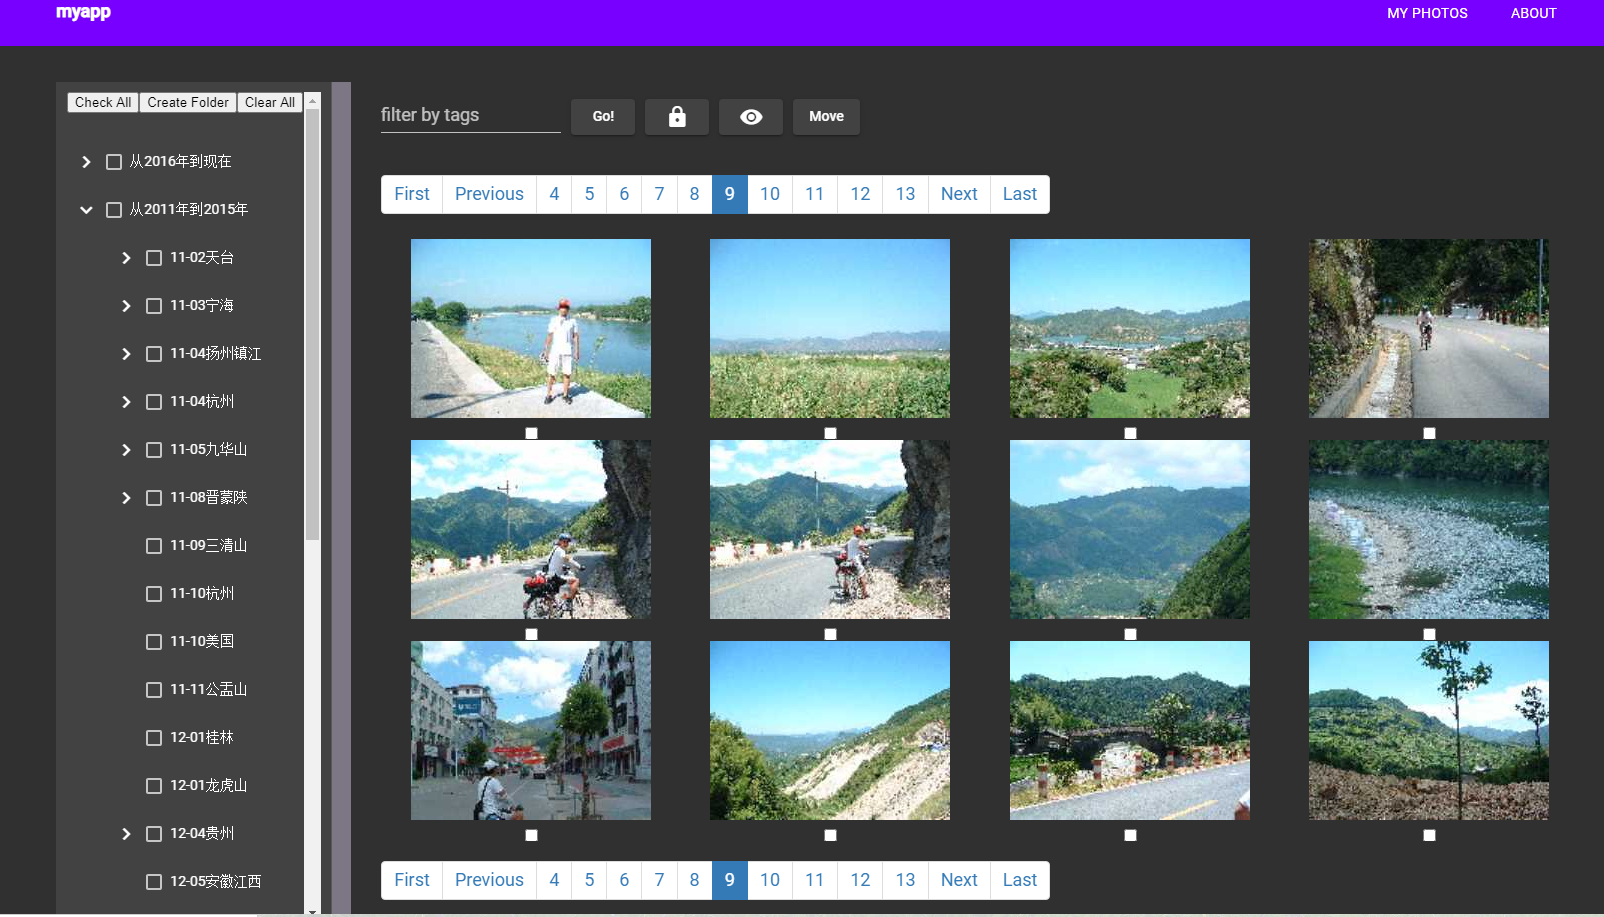 myapp
MY PHOTOS ABOUT
Check All Create Folder Clear All
从2016年到现在
从2011年到2015年
11-02天台
11-03宁海
11-04扬州镇江
11-04杭州
11-05九华山
11-08晋蒙陕
11-09三清山
11-10杭州
11-10美国
11-11公盂山
12-01桂林
12-01龙虎山
12-04贵州
12-05安徽江西
filter by tags Go! Move
First Previous 4 5 6 7 8 9 10 11 12 13 Next Last
First Previous 4 5 6 7 8 9 10 11 12 13 Next Last